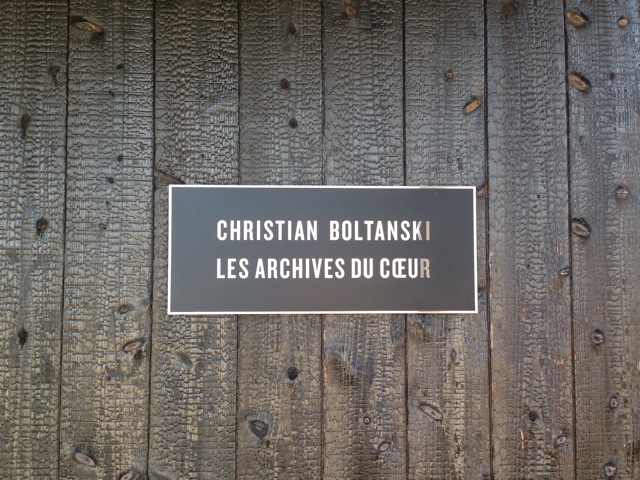 CHRISTIAN BOLTANSKI
LES ARCHIVES DU CŒUR